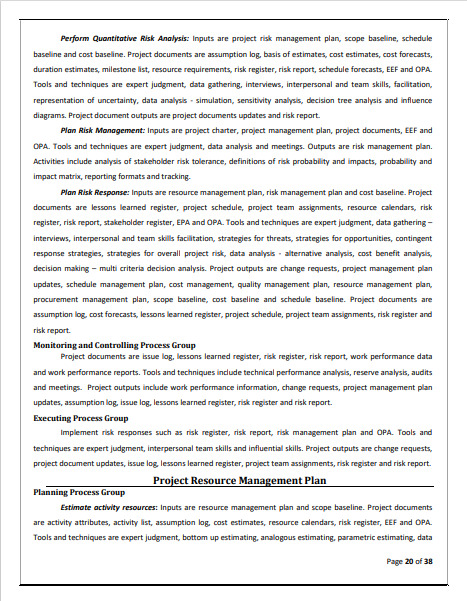 Perform Quantitative Risk Analysis: Inputs are project risk management plan, scope baseline, schedule
baseline and cost baseline. Project documents are assumption log, basis of estimates, cost estimates, cost forecasts,
duration estimates, milestone list, resource requirements, risk register, risk report, schedule forecasts, EEF and OPA.
Tools and techniques are expert judgment, data gathering, interviews, interpersonal and team skills, facilitation,
representation of uncertainty, data analysis - simulation, sensitivity analysis, decision tree analysis and influence
diagrams. Project document outputs are project documents updates and risk report.
Plan Risk Management: Inputs are project charter, project management plan, project documents, EEF and
OPA. Tools and techniques are expert judgment, data analysis and meetings. Outputs are risk management plan.
Activities include analysis of stakeholder risk tolerance, definitions of risk probability and impacts, probability and
impact matrix, reporting formats and tracking.
Plan Risk Response: Inputs are resource management plan, risk management plan and cost baseline. Project
documents are lessons learned register, project schedule, project team assignments, resource calendars, risk
register, risk report, stakeholder register, EPA and OPA. Tools and techniques are expert judgment, data gathering –
interviews, interpersonal and team skills facilitation, strategies for threats, strategies for opportunities, contingent
response strategies, strategies for overall project risk, data analysis - alternative analysis, cost benefit analysis,
decision making – multi criteria decision analysis. Project outputs are change requests, project management plan
updates, schedule management plan, cost management, quality management plan, resource management plan,
procurement management plan, scope baseline, cost baseline and schedule baseline. Project documents are
assumption log, cost forecasts, lessons learned register, project schedule, project team assignments, risk register and
risk report.
Monitoring and Controlling Process Group
Project documents are issue log, lessons learned register, risk register, risk report, work performance data
and work performance reports. Tools and techniques include technical performance analysis, reserve analysis, audits
and meetings. Project outputs include work performance information, change requests, project management plan
updates, assumption log, issue log, lessons learned register, risk register and risk report.
Executing Process Group
Implement risk responses such as risk register, risk report, risk management plan and OPA. Tools and
techniques are expert judgment, interpersonal team skills and influential skills. Project outputs are change requests,
project document updates, issue log, lessons learned register, project team assignments, risk register and risk report.
Project Resource Management Plan
Planning Process Group
Estimate activity resources: Inputs are resource management plan and scope baseline. Project documents
are activity attributes, activity list, assumption log, cost estimates, resource calendars, risk register, EEF and OPA.
Tools and techniques are expert judgment, bottom up estimating, analogous estimating, parametric estimating, data
Page 20 of 38